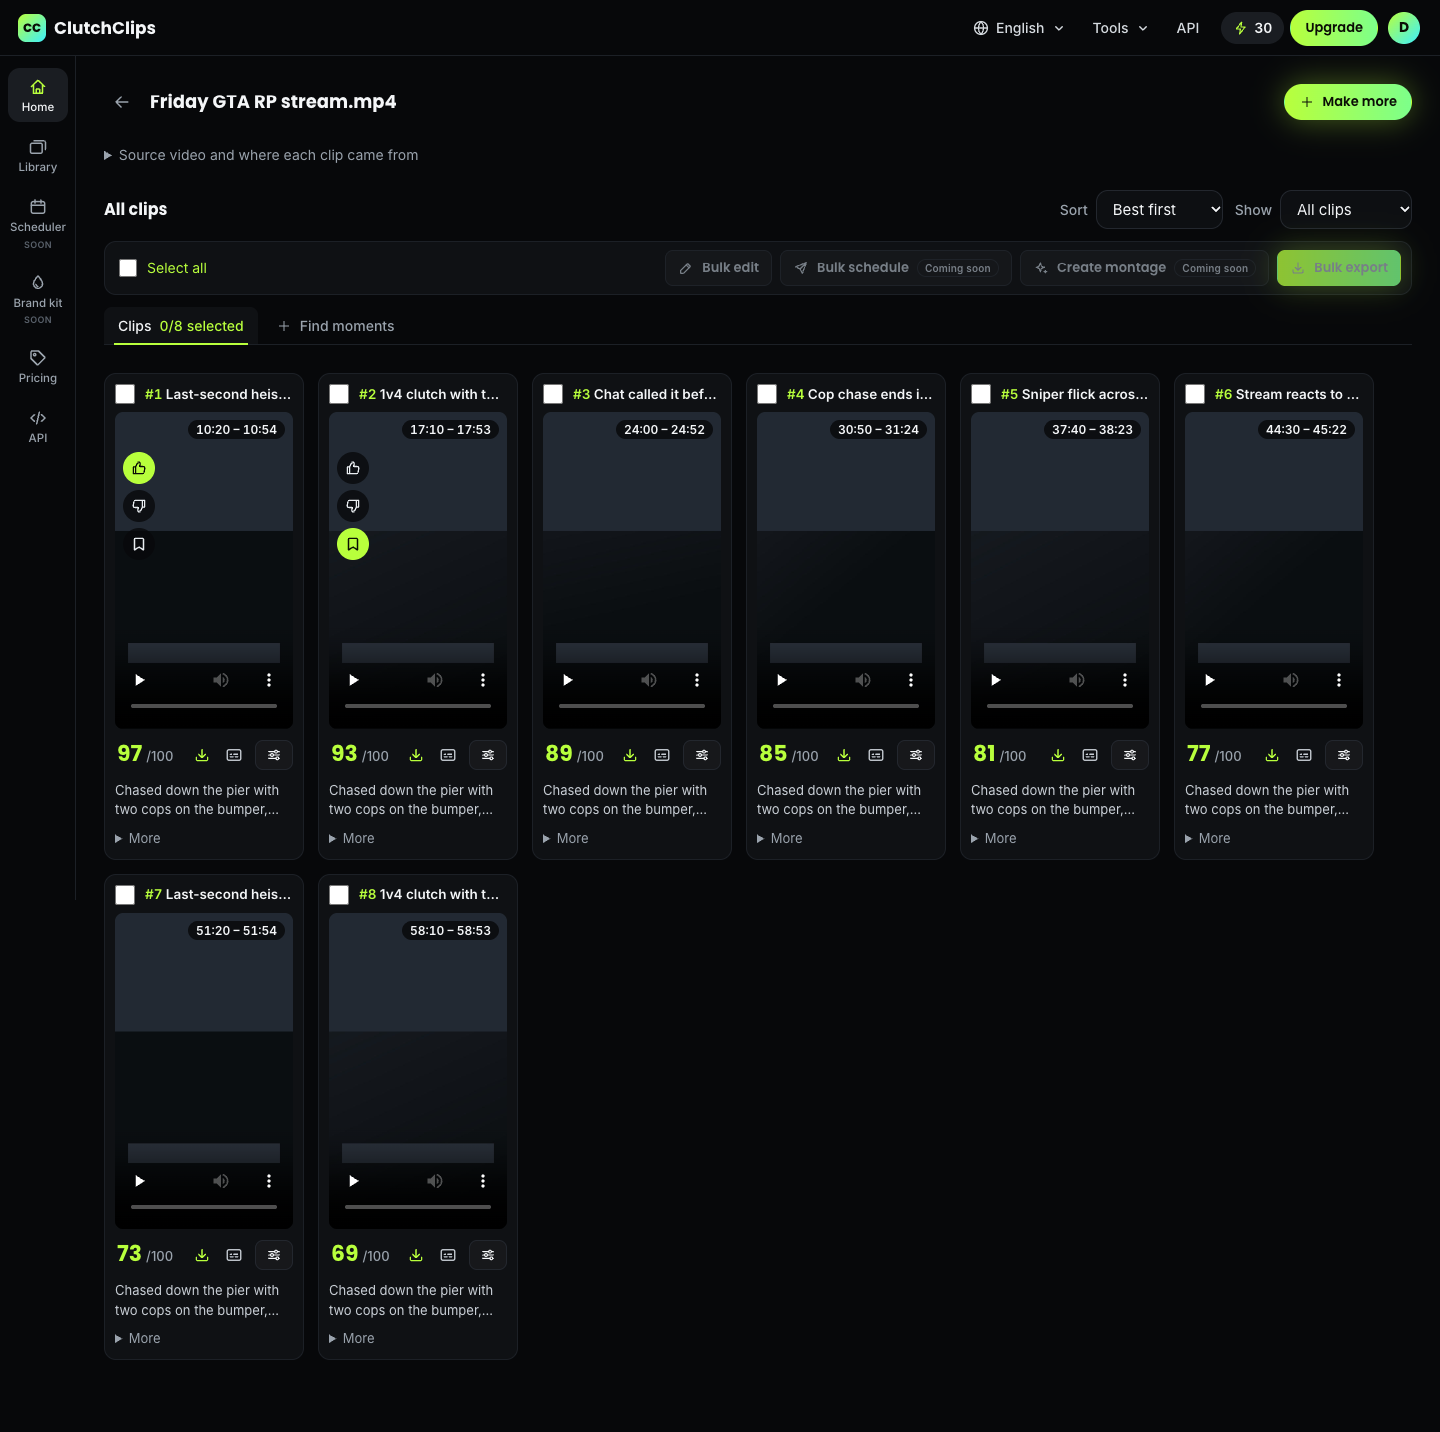 CC ClutchClips
English
Tools
API
30
Upgrade
D
Home
Library
Scheduler
SOON
Brand kit
SOON
Pricing
API
Friday GTA RP stream.mp4
Make more
Source video and where each clip came from
All clips
Sort
Best first
Show
All clips
Select all
Bulk edit
Bulk schedule Coming soon
Create montage Coming soon
Bulk export
Clips 0/8 selected
Find moments
#1 Last-second heis...
10:20 – 10:54
97 /100
Chased down the pier with
two cops on the bumper,...
More
#2 1v4 clutch with t...
17:10 – 17:53
93 /100
Chased down the pier with
two cops on the bumper,...
More
#3 Chat called it bef...
24:00 – 24:52
89 /100
Chased down the pier with
two cops on the bumper,...
More
#4 Cop chase ends i...
30:50 – 31:24
85 /100
Chased down the pier with
two cops on the bumper,...
More
#5 Sniper flick acros...
37:40 – 38:23
81 /100
Chased down the pier with
two cops on the bumper,...
More
#6 Stream reacts to ...
44:30 – 45:22
77 /100
Chased down the pier with
two cops on the bumper,...
More
#7 Last-second heis...
51:20 – 51:54
73 /100
Chased down the pier with
two cops on the bumper,...
More
#8 1v4 clutch with t...
58:10 – 58:53
69 /100
Chased down the pier with
two cops on the bumper,...
More